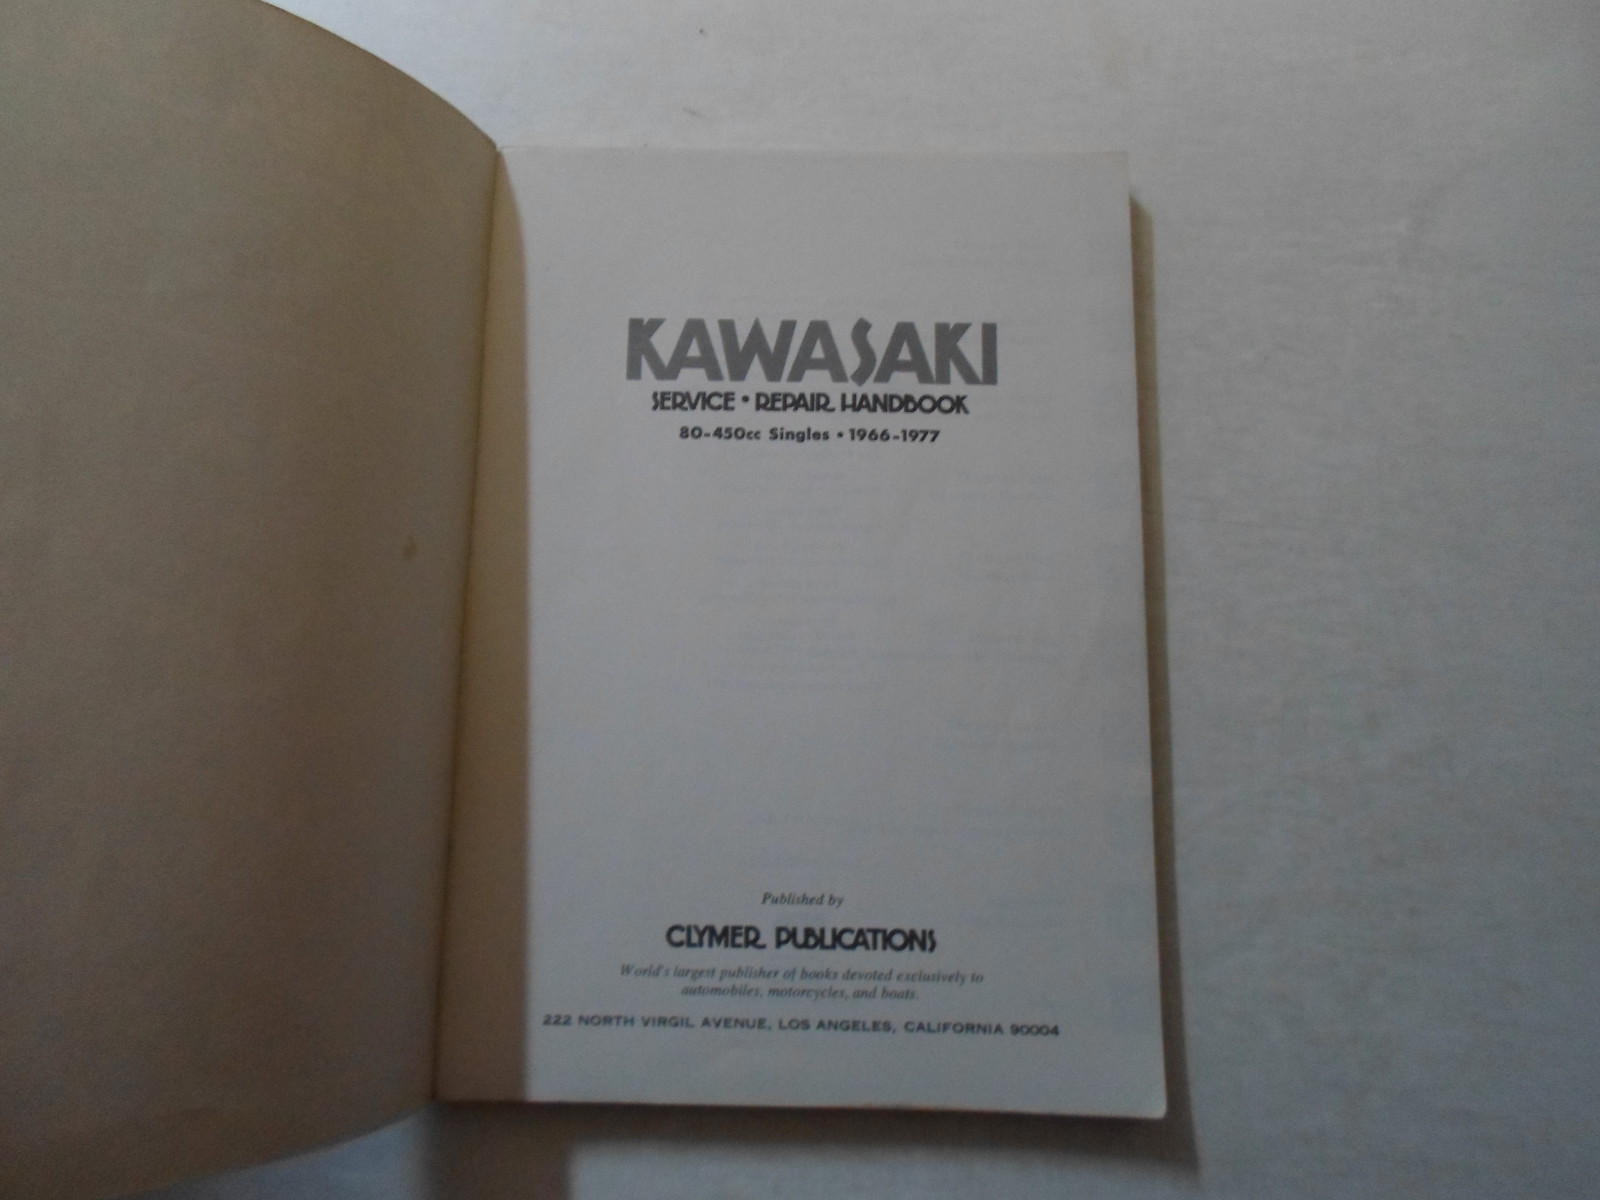 KAWASAKI
SERVICE • REPAIR HANDBOOK
80-450cc Singles • 1966-1977
Published by
CLYMER PUBLICATIONS
World's largest publisher of books devoted exclusively to
automobiles, motorcycles, and boats.
222 NORTH VIRGIL AVENUE, LOS ANGELES, CALIFORNIA 90004